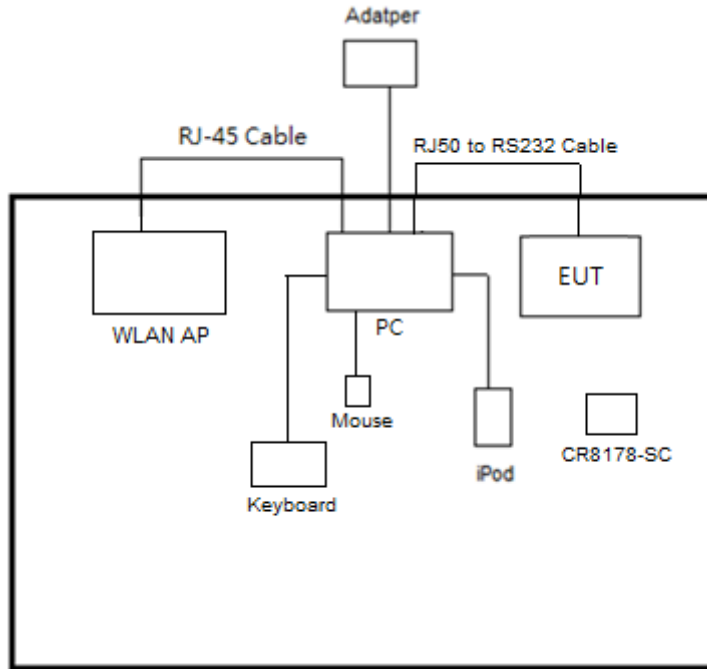 Adatper
RJ-45 Cable
RJ50 to RS232 Cable
EUT
WLAN AP
PC
Mouse
CR8178-SC
iPod
Keyboard